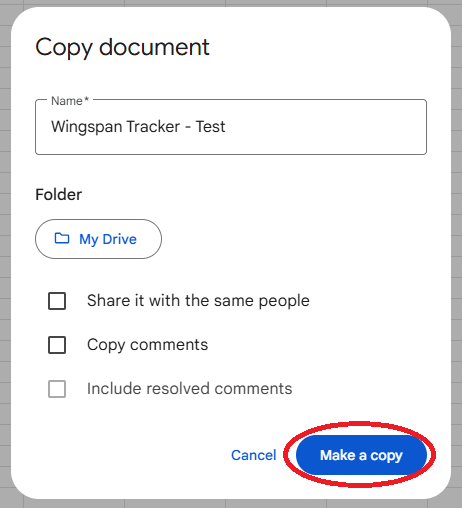 Copy document
Name*
Wingspan Tracker - Test
Folder
My Drive
Share it with the same people
Copy comments
Include resolved comments
Cancel
Make a copy